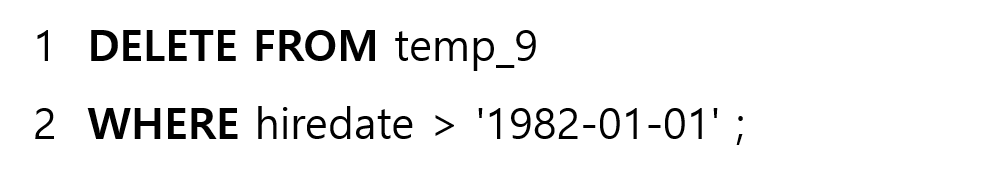 1 DELETE FROM temp_9
2 WHERE hiredate > '1982-01-01' ;